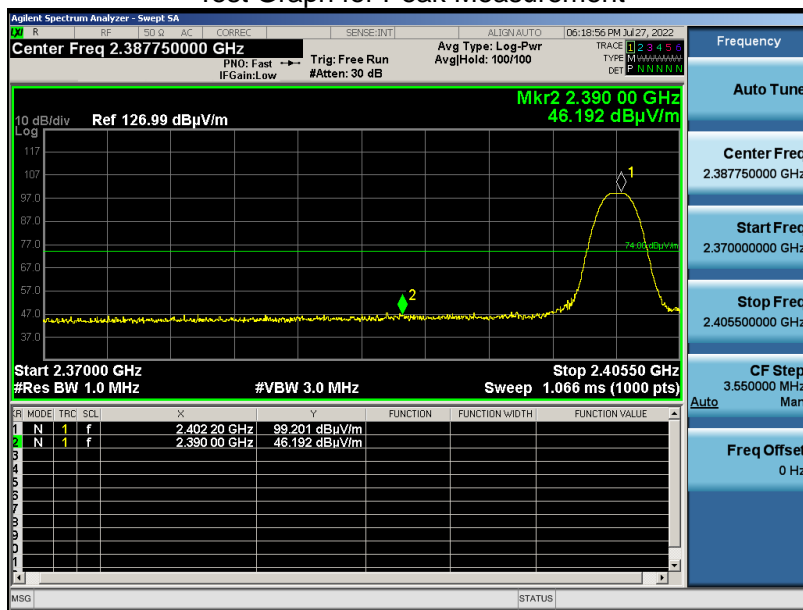 Test Graph for Peak Measurement
Agilent Spectrum Analyzer - Swept SA
LXI R RF 50 Ω AC CORREC SENSE:INT ALIGN AUTO 06:18:56 PM Jul 27, 2022
Center Freq 2.387750000 GHz
PNO: Fast
IFGain:Low
Trig: Free Run
#Atten: 30 dB
Avg Type: Log-Pwr
Avg|Hold: 100/100
TRACE 1 2 3 4 5 6
TYPE M
DET P N N N N N
Mkr2 2.390 00 GHz
46.192 dBµV/m
10 dB/div Ref 126.99 dBµV/m
Log
117
107
97.0
87.0
77.0
67.0
57.0
47.0
37.0
1
74.00 dBµV/m
2
Start 2.37000 GHz Stop 2.40550 GHz
#Res BW 1.0 MHz #VBW 3.0 MHz Sweep 1.066 ms (1000 pts)
MODE TRC SCL X Y FUNCTION FUNCTION WIDTH FUNCTION VALUE
1 N 1 f 2.402 20 GHz 99.201 dBµV/m
2 N 1 f 2.390 00 GHz 46.192 dBµV/m
3
4
5
6
7
8
9
MSG STATUS
Frequency
Auto Tune
Center Freq
2.387750000 GHz
Start Freq
2.370000000 GHz
Stop Freq
2.405500000 GHz
CF Step
3.550000 MHz
Auto Man
Freq Offset
0 Hz